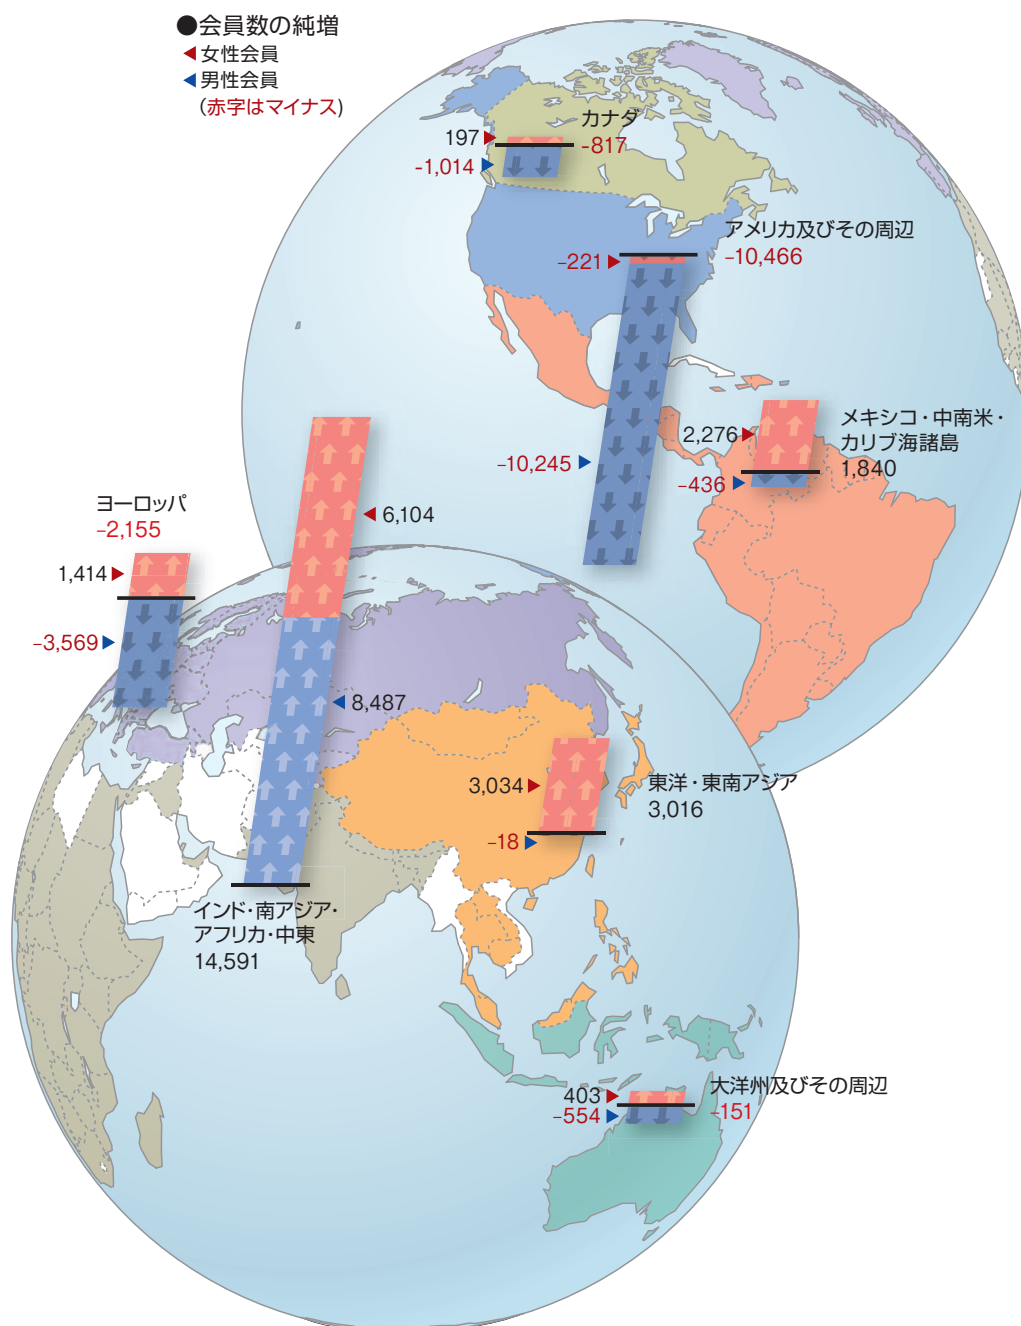 ●会員数の純増
◀女性会員
◀男性会員
(赤字はマイナス)
カナダ
-817
197▶
-1,014▶
アメリカ及びその周辺
-10,466
-221▶
-10,245▶
メキシコ・中南米・
カリブ海諸島
1,840
2,276▶
-436▶
ヨーロッパ
-2,155
1,414▶
-3,569▶
◀6,104
◀8,487
インド・南アジア・
アフリカ・中東
14,591
東洋・東南アジア
3,016
3,034▶
-18▶
大洋州及びその周辺
-151
403▶
-554▶